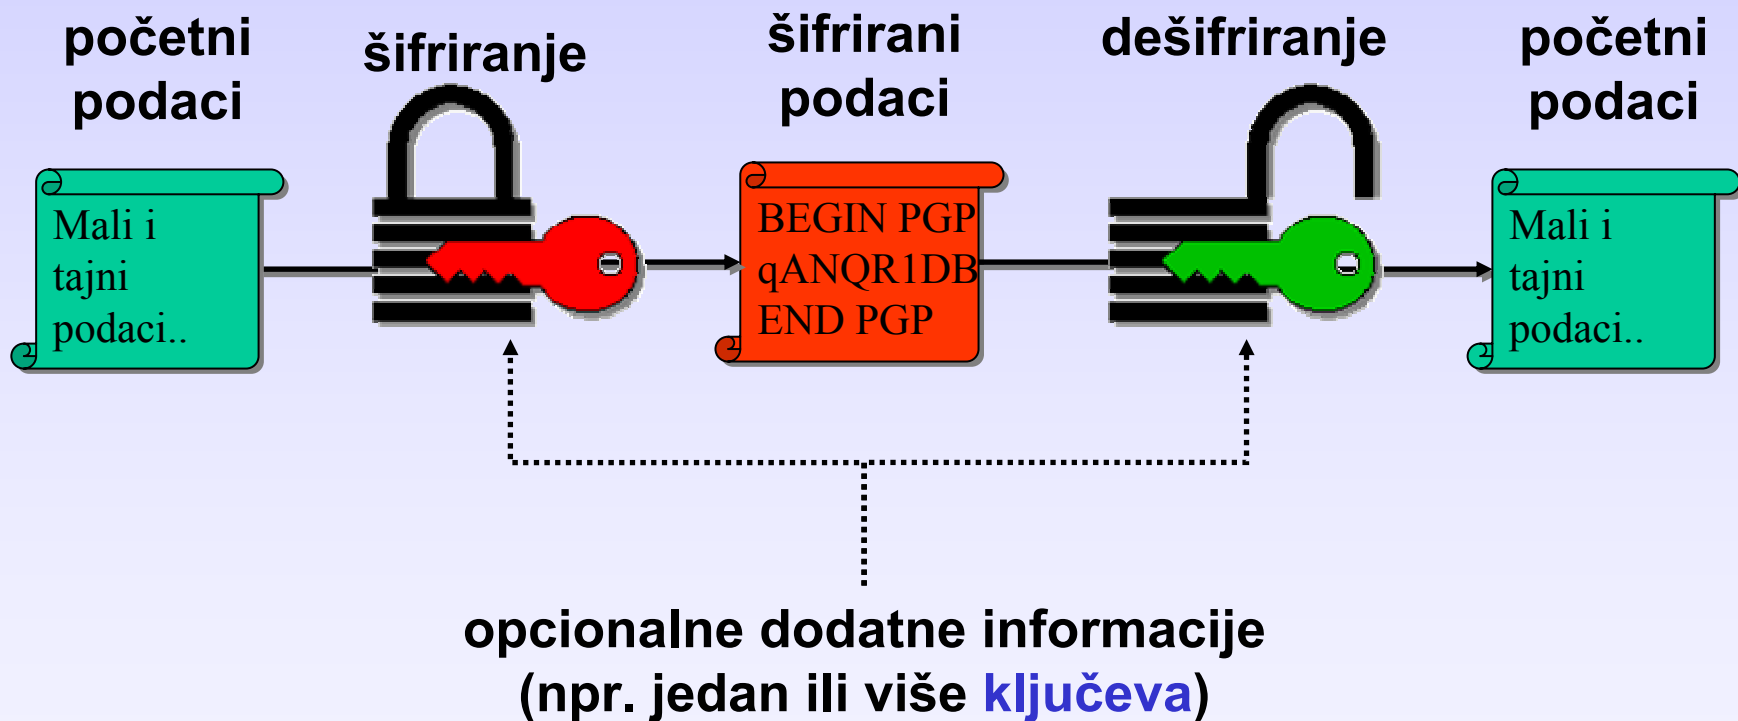 početni
podaci
šifriranje
šifrirani
podaci
dešifriranje
početni
podaci
Mali i
tajni
podaci..
BEGIN PGP
qANQR1DB
END PGP
Mali i
tajni
podaci..
opcionalne dodatne informacije
(npr. jedan ili više ključeva)